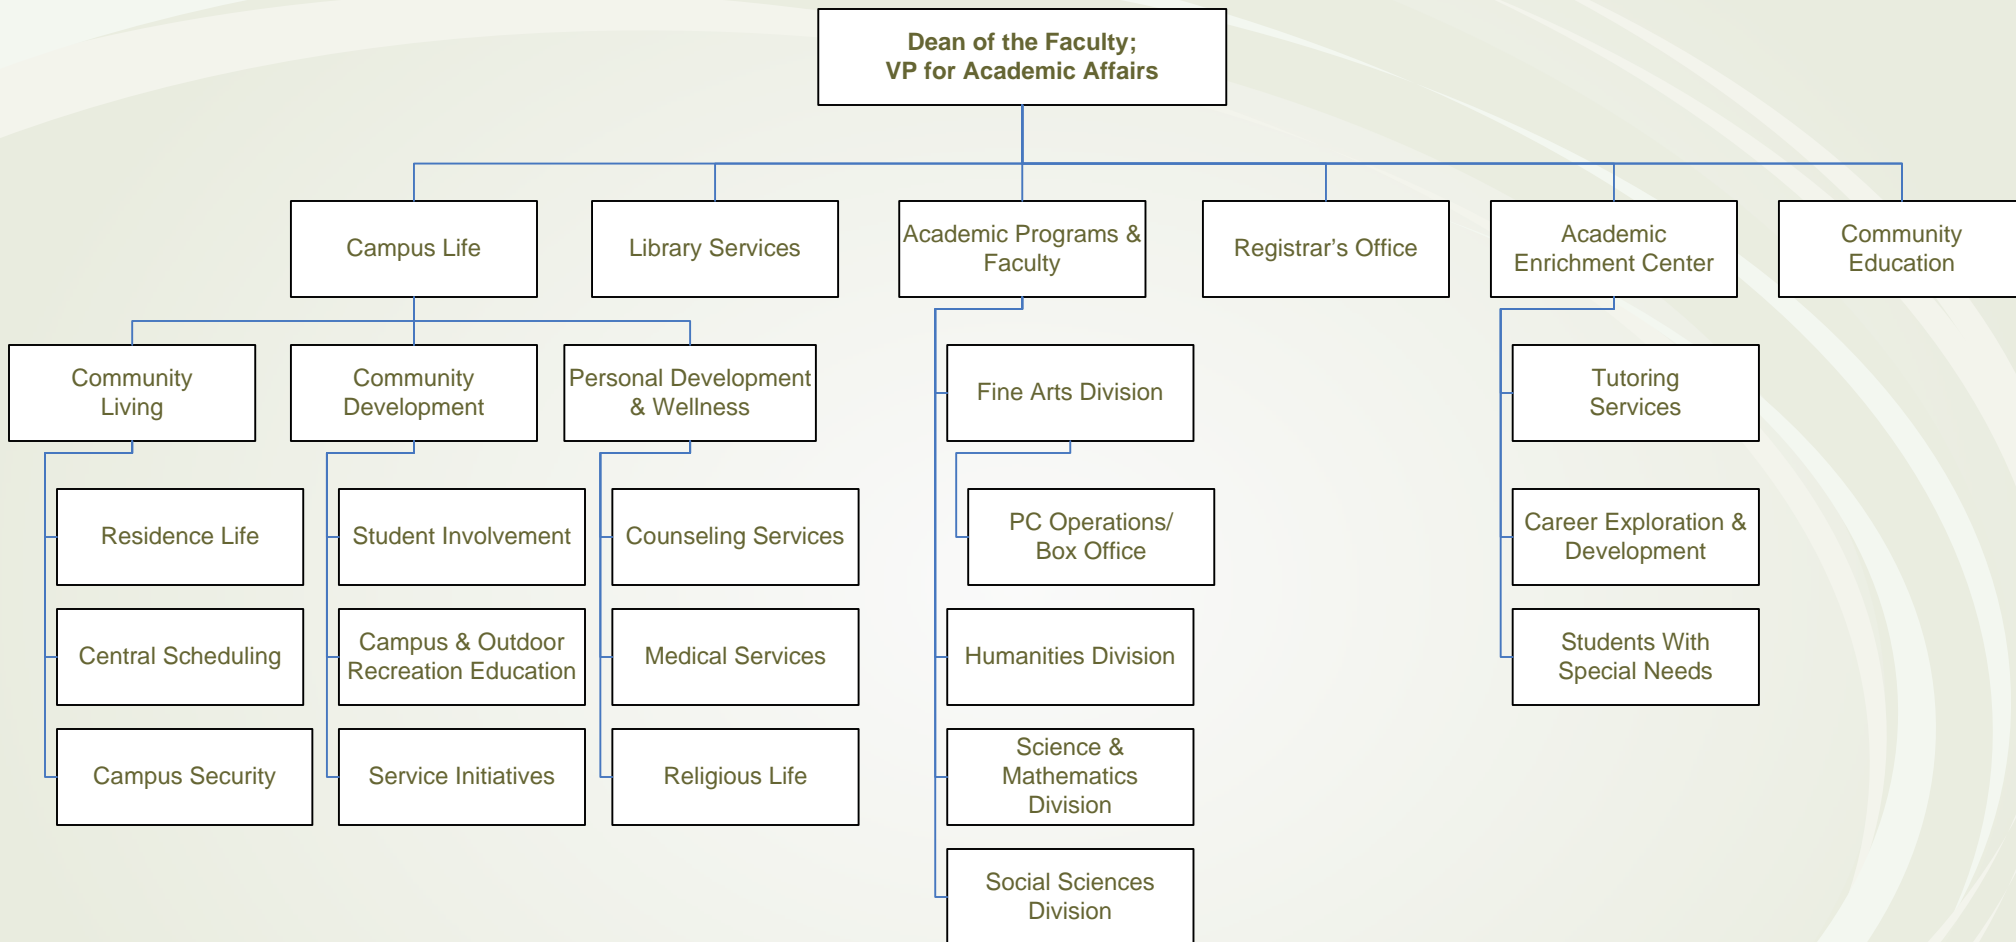 Dean of the Faculty;
VP for Academic Affairs
Campus Life
Library Services
Academic Programs &
Faculty
Registrar’s Office
Academic
Enrichment Center
Community
Education
Community
Living
Community
Development
Personal Development
& Wellness
Fine Arts Division
Tutoring
Services
Residence Life
Student Involvement
Counseling Services
PC Operations/
Box Office
Career Exploration &
Development
Central Scheduling
Campus & Outdoor
Recreation Education
Medical Services
Humanities Division
Students With
Special Needs
Campus Security
Service Initiatives
Religious Life
Science &
Mathematics
Division
Social Sciences
Division